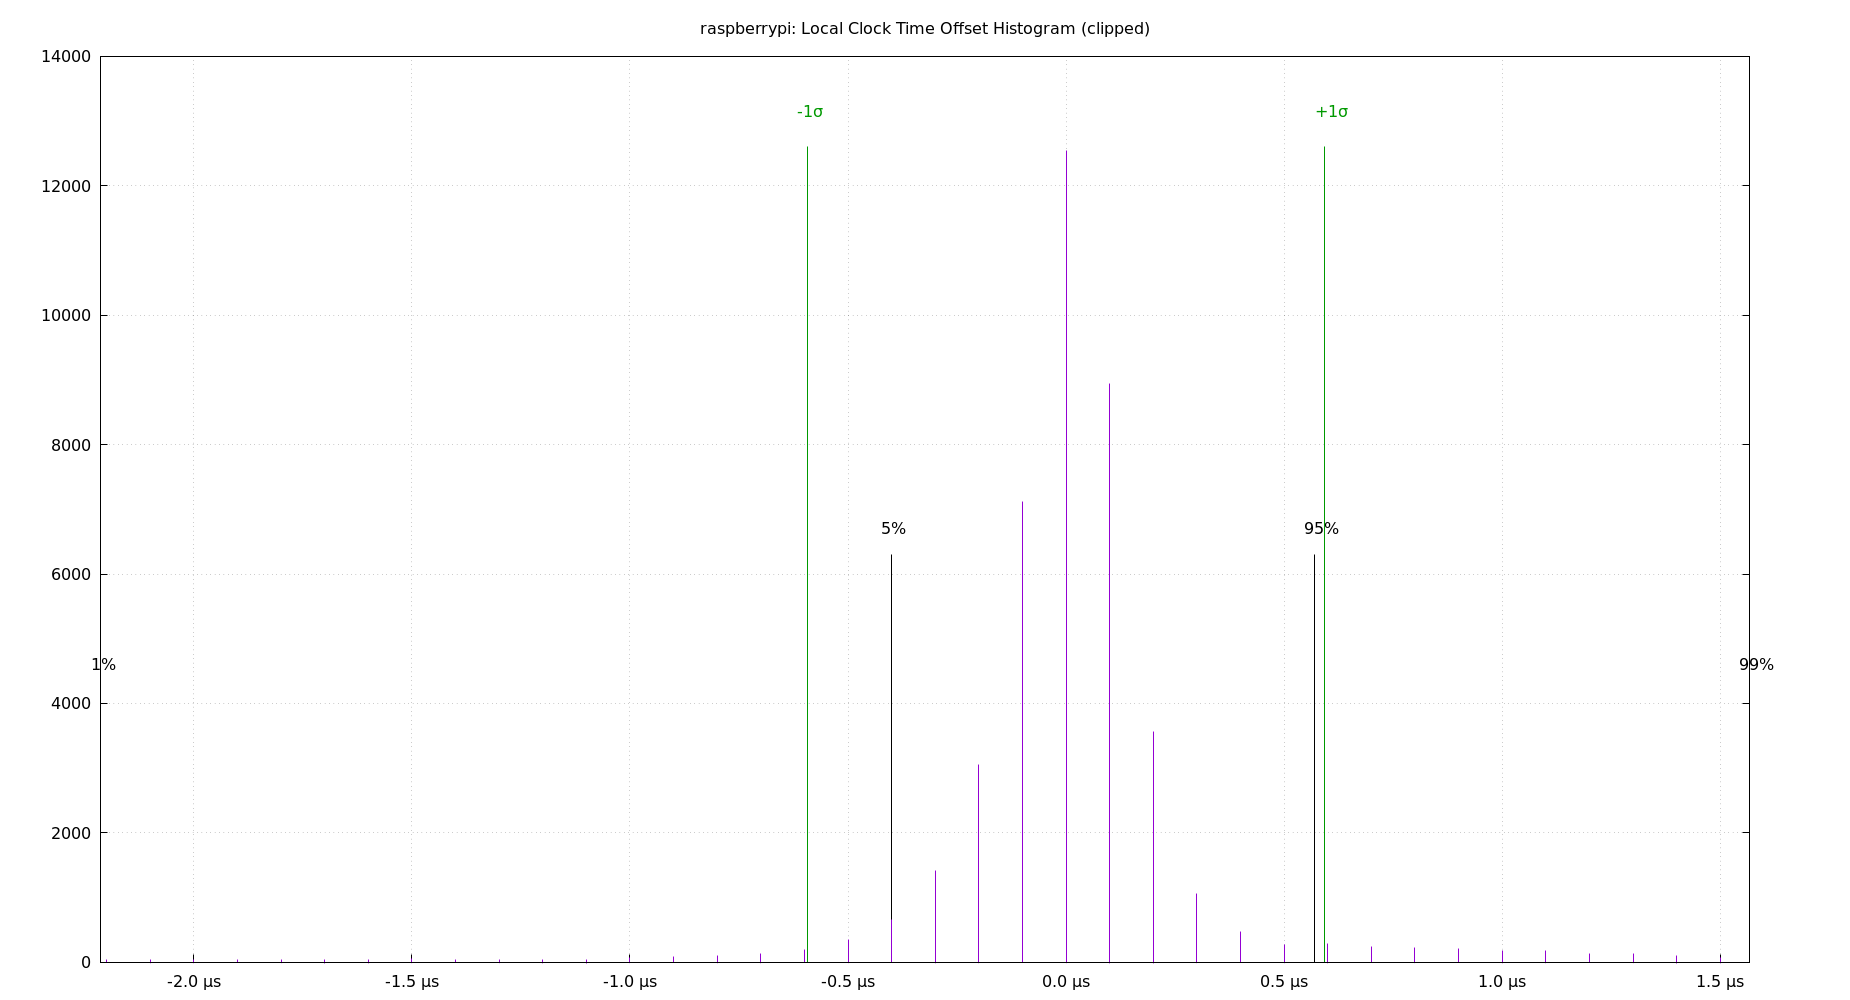 raspberrypi: Local Clock Time Offset Histogram (clipped)
14000
-1σ
+1σ
12000
10000
8000
5%
95%
6000
1%
99%
4000
2000
0
-2.0 µs
-1.5 µs
-1.0 µs
-0.5 µs
0.0 µs
0.5 µs
1.0 µs
1.5 µs